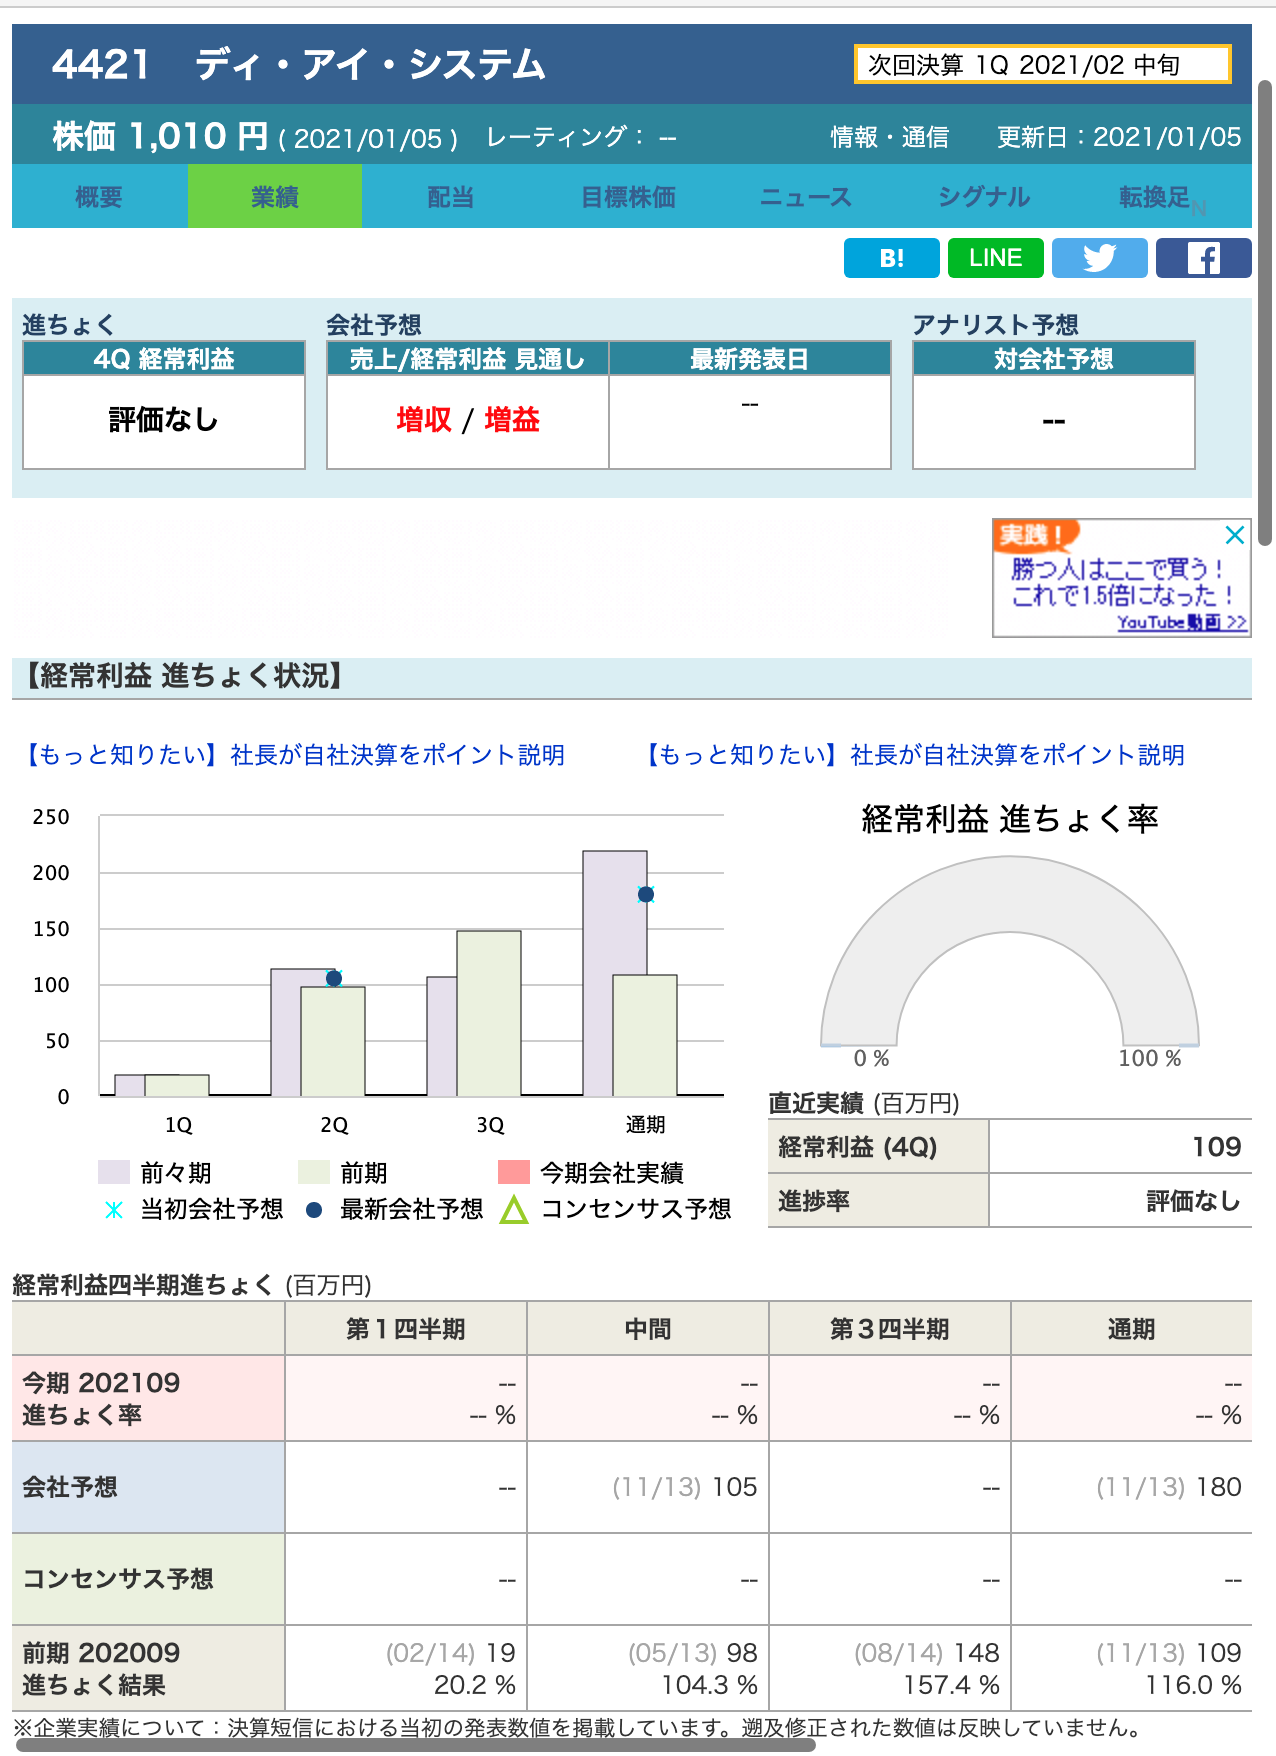 4421 ディ・アイ・システム
次回決算 1Q 2021/02 中旬
株価 1,010 円 ( 2021/01/05 ) レーティング： --
情報・通信 更新日：2021/01/05
概要 業績 配当 目標株価 ニュース シグナル 転換足 N
B! LINE
進ちょく 会社予想 アナリスト予想
4Q 経常利益 売上/経常利益 見通し 最新発表日 対会社予想
評価なし 増収 / 増益 -- --
実践！
勝つ人はここで買う！
これで1.5倍になった！
YouTube動画 >>
【経常利益 進ちょく状況】
【もっと知りたい】社長が自社決算をポイント説明 【もっと知りたい】社長が自社決算をポイント説明
250
200
150
100
50
0
1Q 2Q 3Q 通期
前々期 前期 今期会社実績
当初会社予想 最新会社予想 コンセンサス予想
経常利益 進ちょく率
0 % 100 %
直近実績 (百万円)
経常利益 (4Q) 109
進捗率 評価なし
経常利益四半期進ちょく (百万円)
第１四半期 中間 第３四半期 通期
今期 202109 -- -- -- --
進ちょく率 -- % -- % -- % -- %
会社予想 -- (11/13) 105 -- (11/13) 180
コンセンサス予想 -- -- -- --
前期 202009 (02/14) 19 (05/13) 98 (08/14) 148 (11/13) 109
進ちょく結果 20.2 % 104.3 % 157.4 % 116.0 %
※企業実績について：決算短信における当初の発表数値を掲載しています。遡及修正された数値は反映していません。